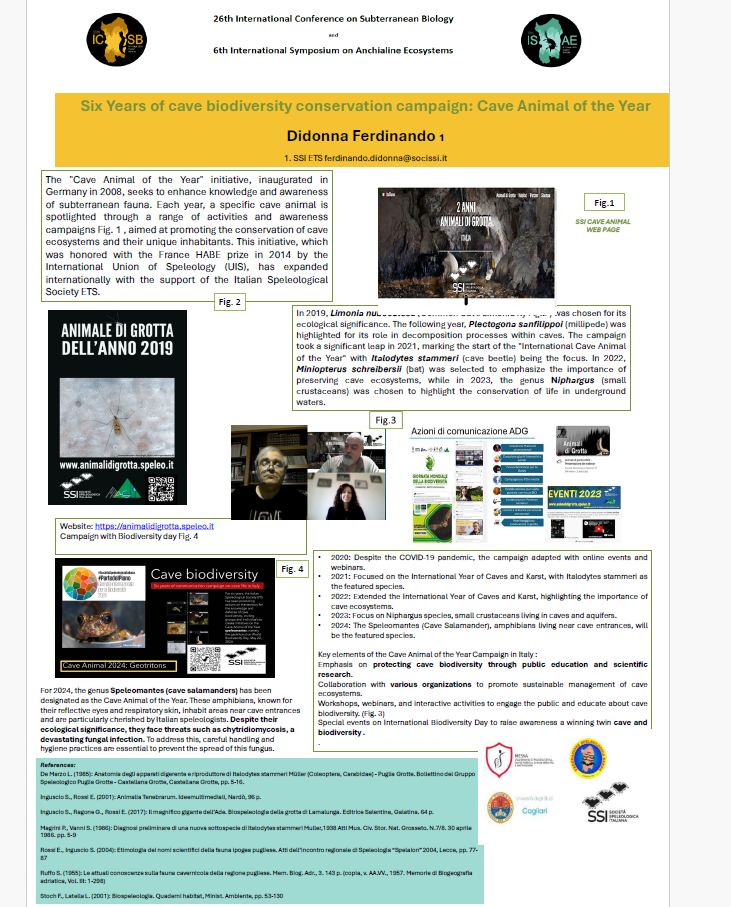 IC SB
26th International Conference on Subterranean Biology
and
6th International Symposium on Anchialine Ecosystems
IS AE
Six Years of cave biodiversity conservation campaign: Cave Animal of the Year
Didonna Ferdinando 1
1. SSI ETS ferdinando.didonna@socissi.it
The "Cave Animal of the Year" initiative, inaugurated in
Germany in 2008, seeks to enhance knowledge and awareness
of subterranean fauna. Each year, a specific cave animal is
spotlighted through a range of activities and awareness
campaigns Fig. 1 , aimed at promoting the conservation of cave
ecosystems and their unique inhabitants. This initiative, which
was honored with the France HABE prize in 2014 by the
International Union of Speleology (UIS), has expanded
internationally with the support of the Italian Speleological
Society ETS.
2 ANNI
ANIMALI DI GROTTA
ITALIA
SSI
Fig.1
SSI CAVE ANIMAL
WEB PAGE
Fig. 2
ANIMALE DI GROTTA
DELL'ANNO 2019
www.animalidigrotta.speleo.it
SSI
In 2019, Limonia was chosen for its
ecological significance. The following year, Plectogona sanfilippoi (millipede) was
highlighted for its role in decomposition processes within caves. The campaign
took a significant leap in 2021, marking the start of the "International Cave Animal
of the Year" with Italodytes stammeri (cave beetle) being the focus. In 2022,
Miniopterus schreibersii (bat) was selected to emphasize the importance of
preserving cave ecosystems, while in 2023, the genus Niphargus (small
crustaceans) was chosen to highlight the conservation of life in underground
waters.
Fig.3
Azioni di comunicazione ADG
GIORNATA
MONDIALE
DELLA
BIODIVERSITÀ
Animali
di Grotta
EVENTI 2023
Website: https://animalidigrotta.speleo.it
Campaign with Biodiversity day Fig. 4
Fig. 4
#PartedelPiano
Cave biodiversity
Six years of communication campaign on cave life in Italy
SSI
Cave Animal 2024: Geotritons
• 2020: Despite the COVID-19 pandemic, the campaign adapted with online events and
webinars.
• 2021: Focused on the International Year of Caves and Karst, with Italodytes stammeri as
the featured species.
• 2022: Extended the International Year of Caves and Karst, highlighting the importance of
cave ecosystems.
• 2023: Focus on Niphargus species, small crustaceans living in caves and aquifers.
• 2024: The Speleomantes (Cave Salamander), amphibians living near cave entrances, will
be the featured species.
Key elements of the Cave Animal of the Year Campaign in Italy :
Emphasis on protecting cave biodiversity through public education and scientific
research.
Collaboration with various organizations to promote sustainable management of cave
ecosystems.
Workshops, webinars, and interactive activities to engage the public and educate about cave
biodiversity. (Fig. 3)
Special events on International Biodiversity Day to raise awareness a winning twin cave and
biodiversity .
.
For 2024, the genus Speleomantes (cave salamanders) has been
designated as the Cave Animal of the Year. These amphibians, known for
their reflective eyes and respiratory skin, inhabit areas near cave entrances
and are particularly cherished by Italian speleologists. Despite their
ecological significance, they face threats such as chytridiomycosis, a
devastating fungal infection. To address this, careful handling and
hygiene practices are essential to prevent the spread of this fungus.
References:
De Marzo L. (1985): Anatomia degli apparati digerente e riproduttore di Italodytes stammeri Müller (Coleoptera, Carabidae) - Puglia Grotte. Bollettino del Gruppo
Speleologico Puglia Grotte - Castellana Grotte, Castellana Grotte, pp. 5-16.
Inguscio S., Rossi E. (2001): Animalia Tenebrarum. Ideemultimediali, Nardò, 96 p.
Inguscio S., Ragone G., Rossi E. (2017): Il magnifico gigante dell'Ade. Biospeleologia della grotta di Lamalunga. Editrice Salentina, Galatina. 64 p.
Magrini P., Vanni S. (1986): Diagnosi preliminare di una nuova sottospecie di Italodytes stammeri Muller,1938 Atti Mus. Civ. Stor. Nat. Grosseto. N.7/8. 30 aprile
1986. pp. 5-9
Rossi E., Inguscio S. (2004): Etimologia dei nomi scientifici della fauna ipogea pugliese. Atti dell'incontro regionale di Speleologia "Spelaion" 2004, Lecce, pp. 77-
87
Ruffo S. (1955): Le attuali conoscenze sulla fauna cavernicola della regione pugliese. Mem. Biog. Adr., 3. 143 p. (copia, v. AA.VV., 1957. Memorie di Biogeografia
adriatica, Vol. III: 1-298)
Stoch F., Latella L. (2001): Biospeleologia. Quaderni habitat, Minist. Ambiente, pp. 53-130
Università degli Studi
Cagliari
SSI
SOCIETÀ
SPELEOLOGICA
ITALIANA